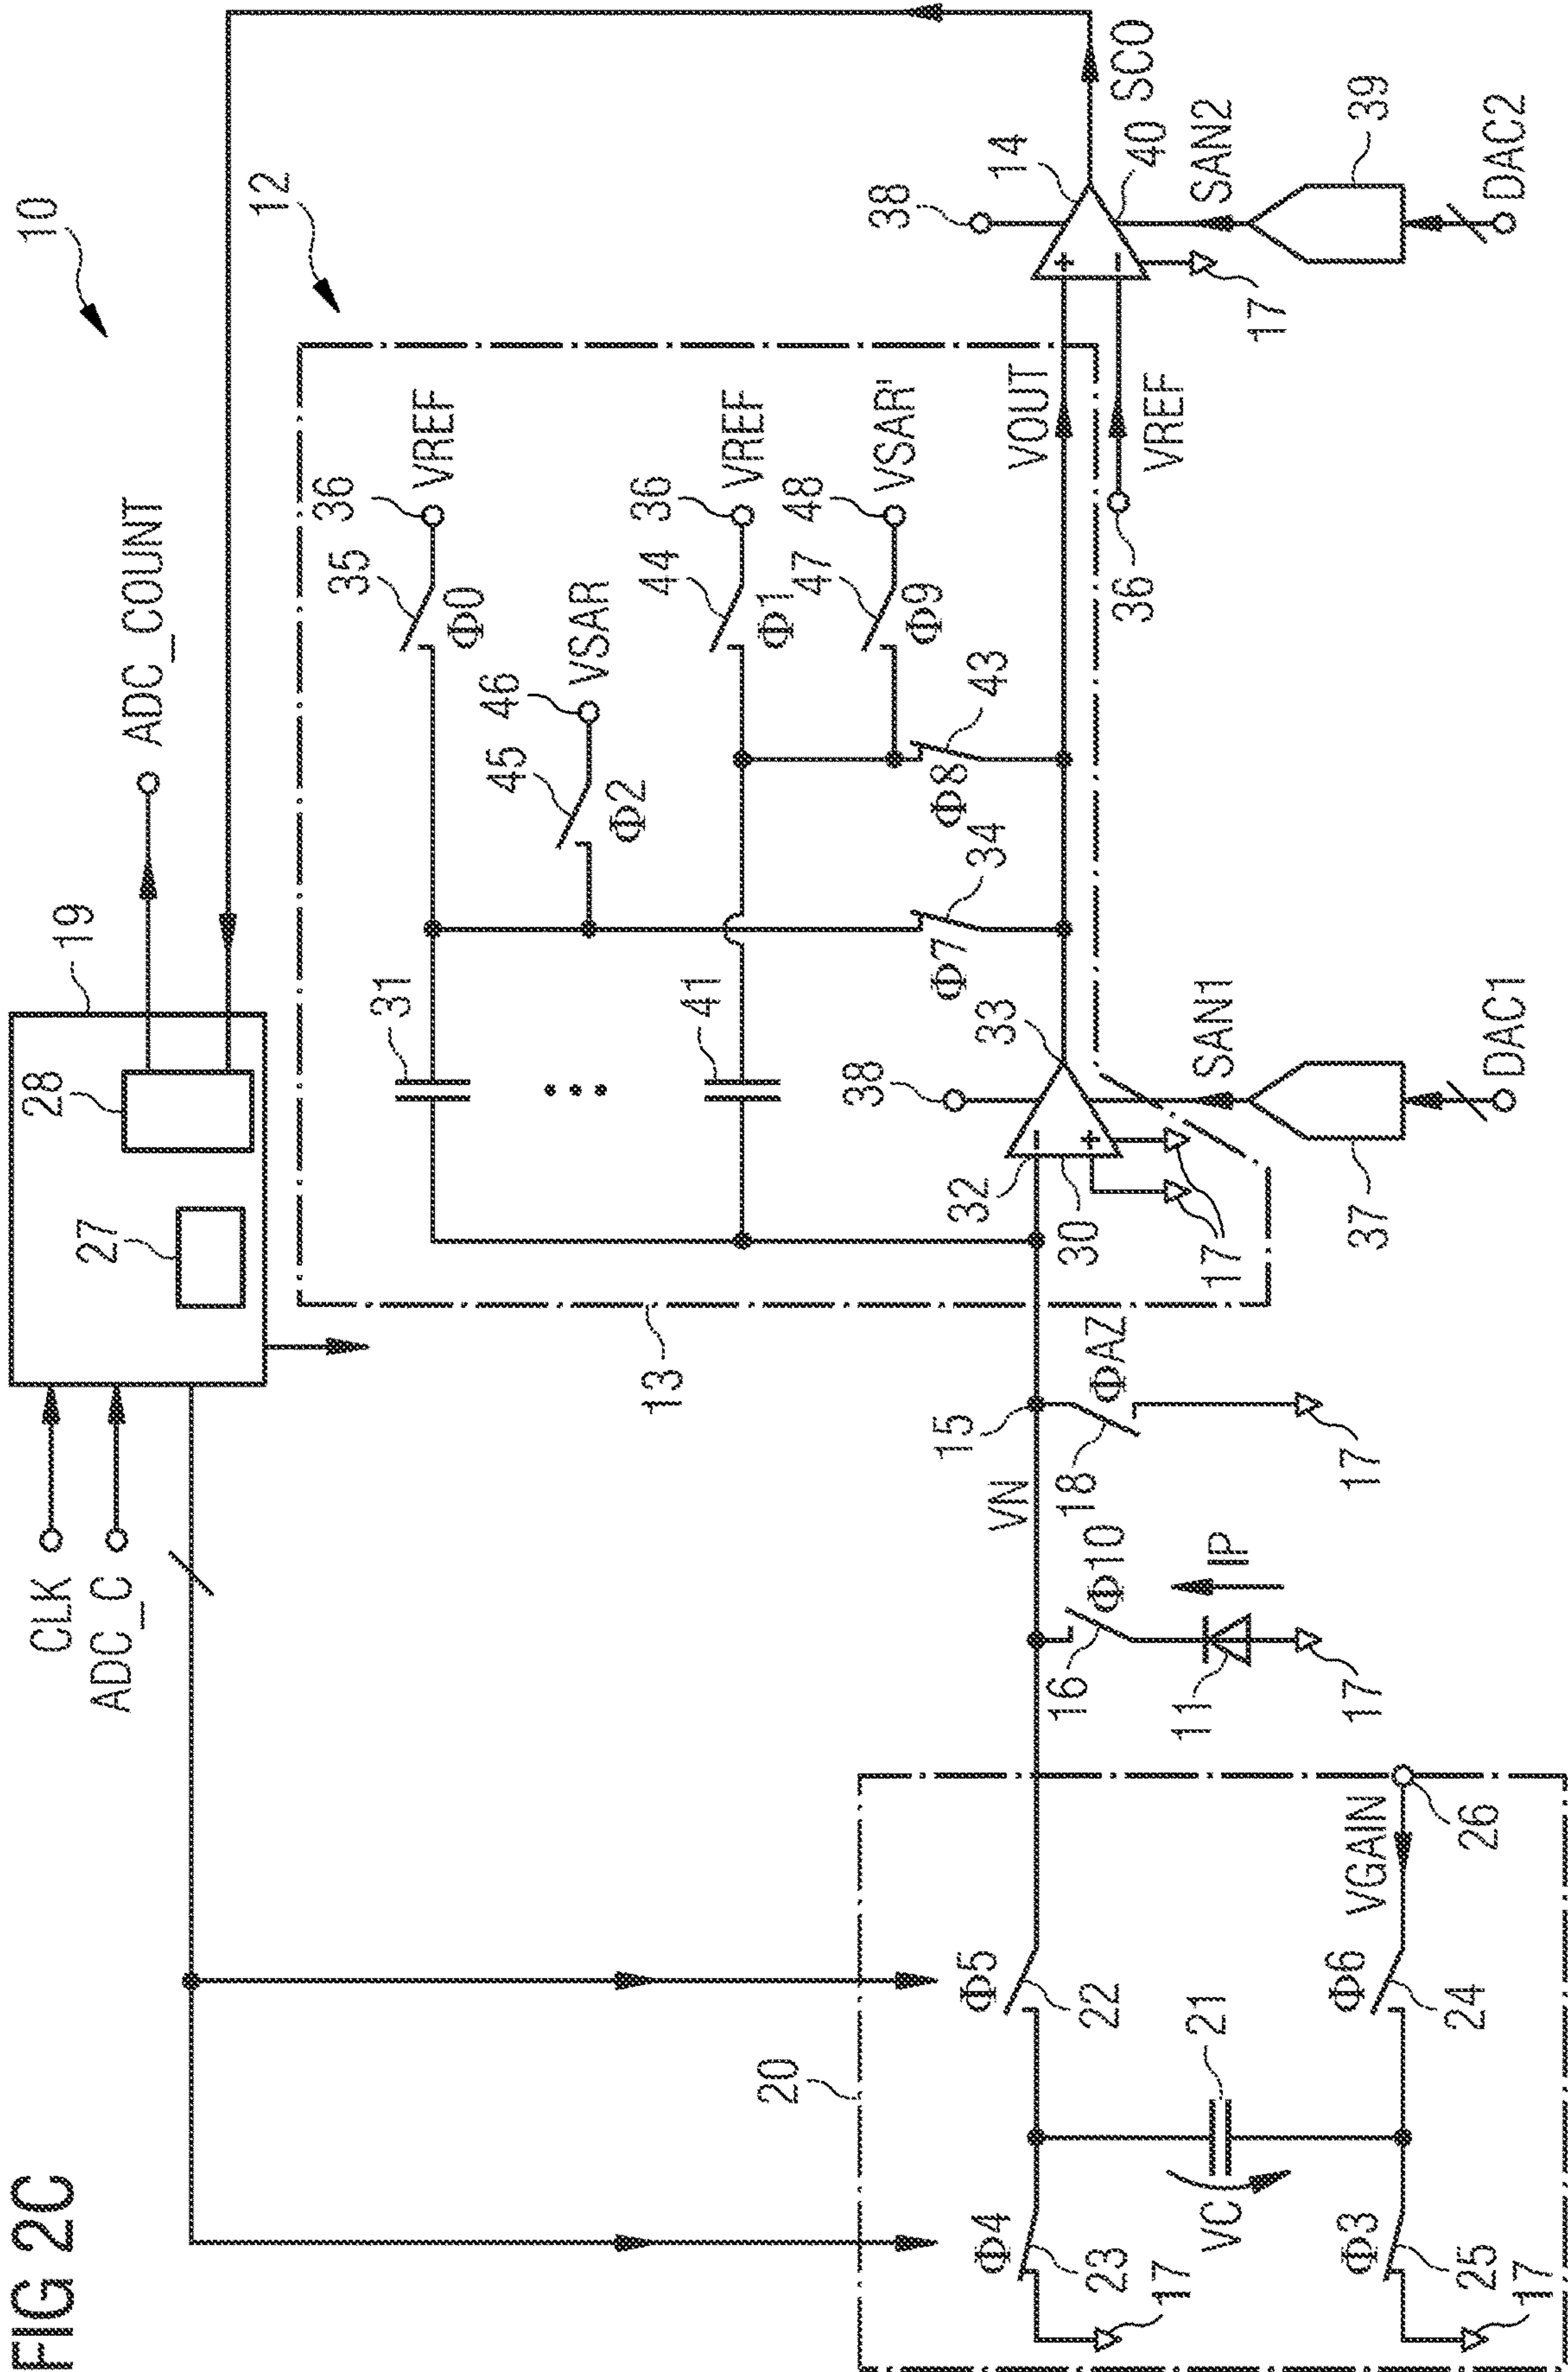 FIG 2C
10
CLK
ADC_C
19
27
28
ADC_COUNT
12
13
31
35
36
VREF
Φ0
45
46
VSAR
Φ2
41
44
36
VREF
Φ1
47
48
VSAR'
Φ9
Φ7
34
Φ8
43
38
32
-
+
30
33
17
VOUT
36
VREF
SAN1
37
DAC1
38
14
+
-
40
SCO
17
SAN2
39
DAC2
15
VN
ΦAZ
18
17
Φ10
16
IP
11
17
20
Φ5
22
Φ4
23
17
21
VC
VGAIN
26
Φ6
24
Φ3
25
17